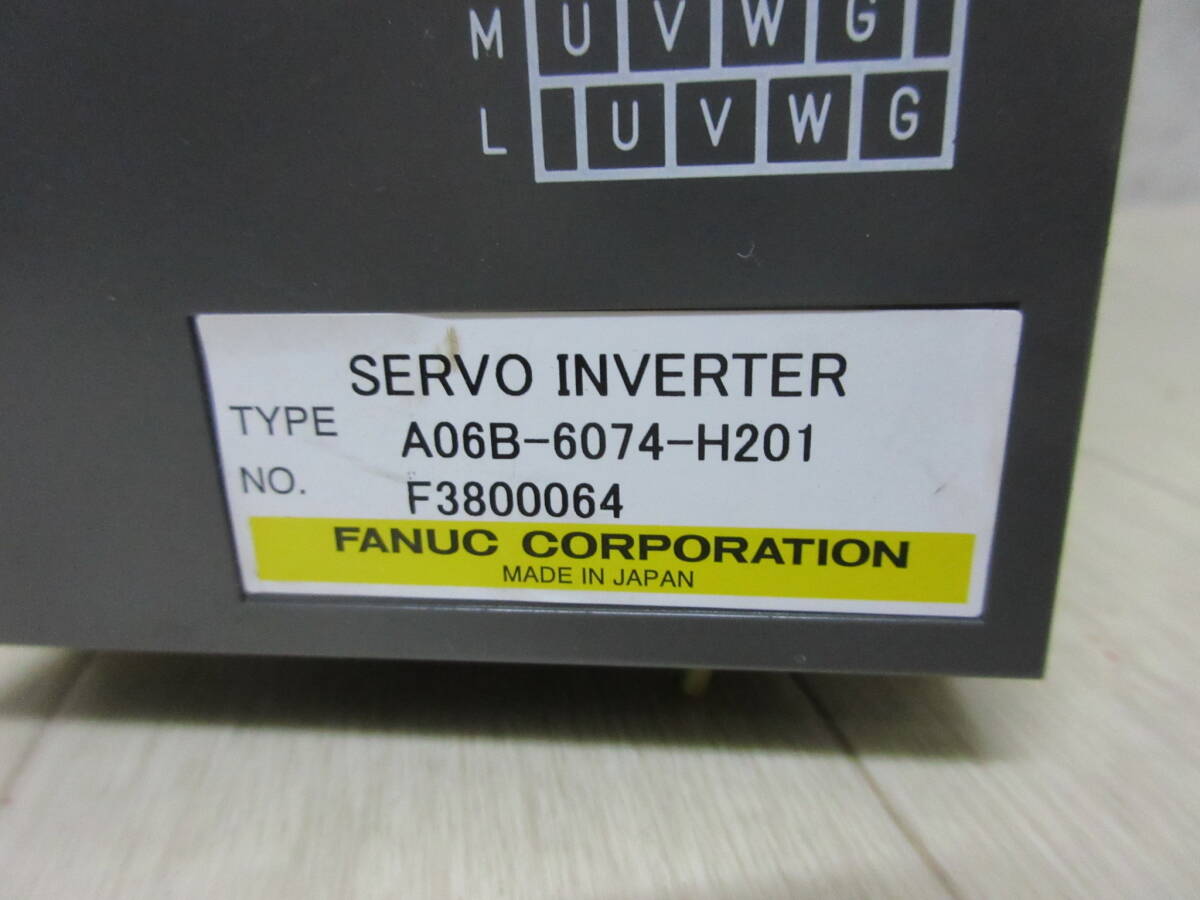 M U V W G
L U V W G
SERVO INVERTER
TYPE A06B-6074-H201
NO. F3800064
FANUC CORPORATION
MADE IN JAPAN